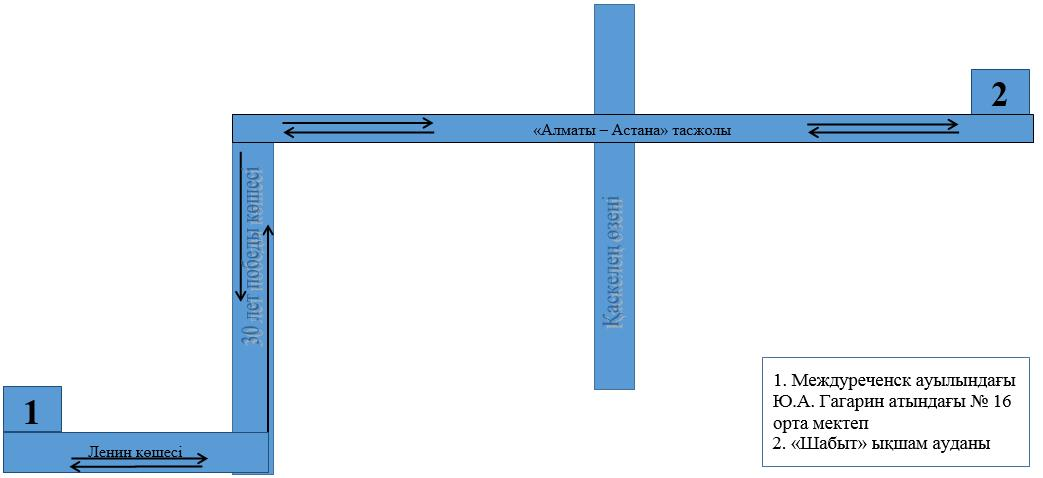 2
«Алматы – Астана» тасжолы
30 лет победы көшесі
Қаскелең өзені
1
Ленин көшесі
1. Междуреченск ауылындағы
Ю.А. Гагарин атындағы № 16
орта мектеп
2. «Шабыт» ықшам ауданы